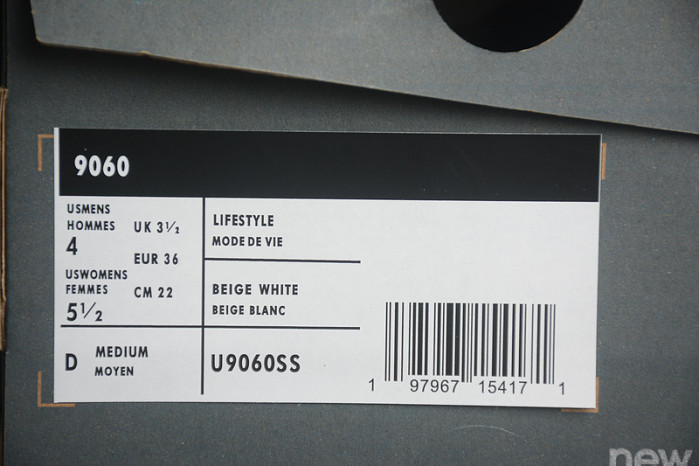 9060
USMENS
HOMMES
4
UK 3½
EUR 36
USWOMENS
FEMMES
5½
CM 22
LIFESTYLE
MODE DE VIE
BEIGE WHITE
BEIGE BLANC
D MEDIUM
MOYEN
U9060SS
1 97967 15417 1
new